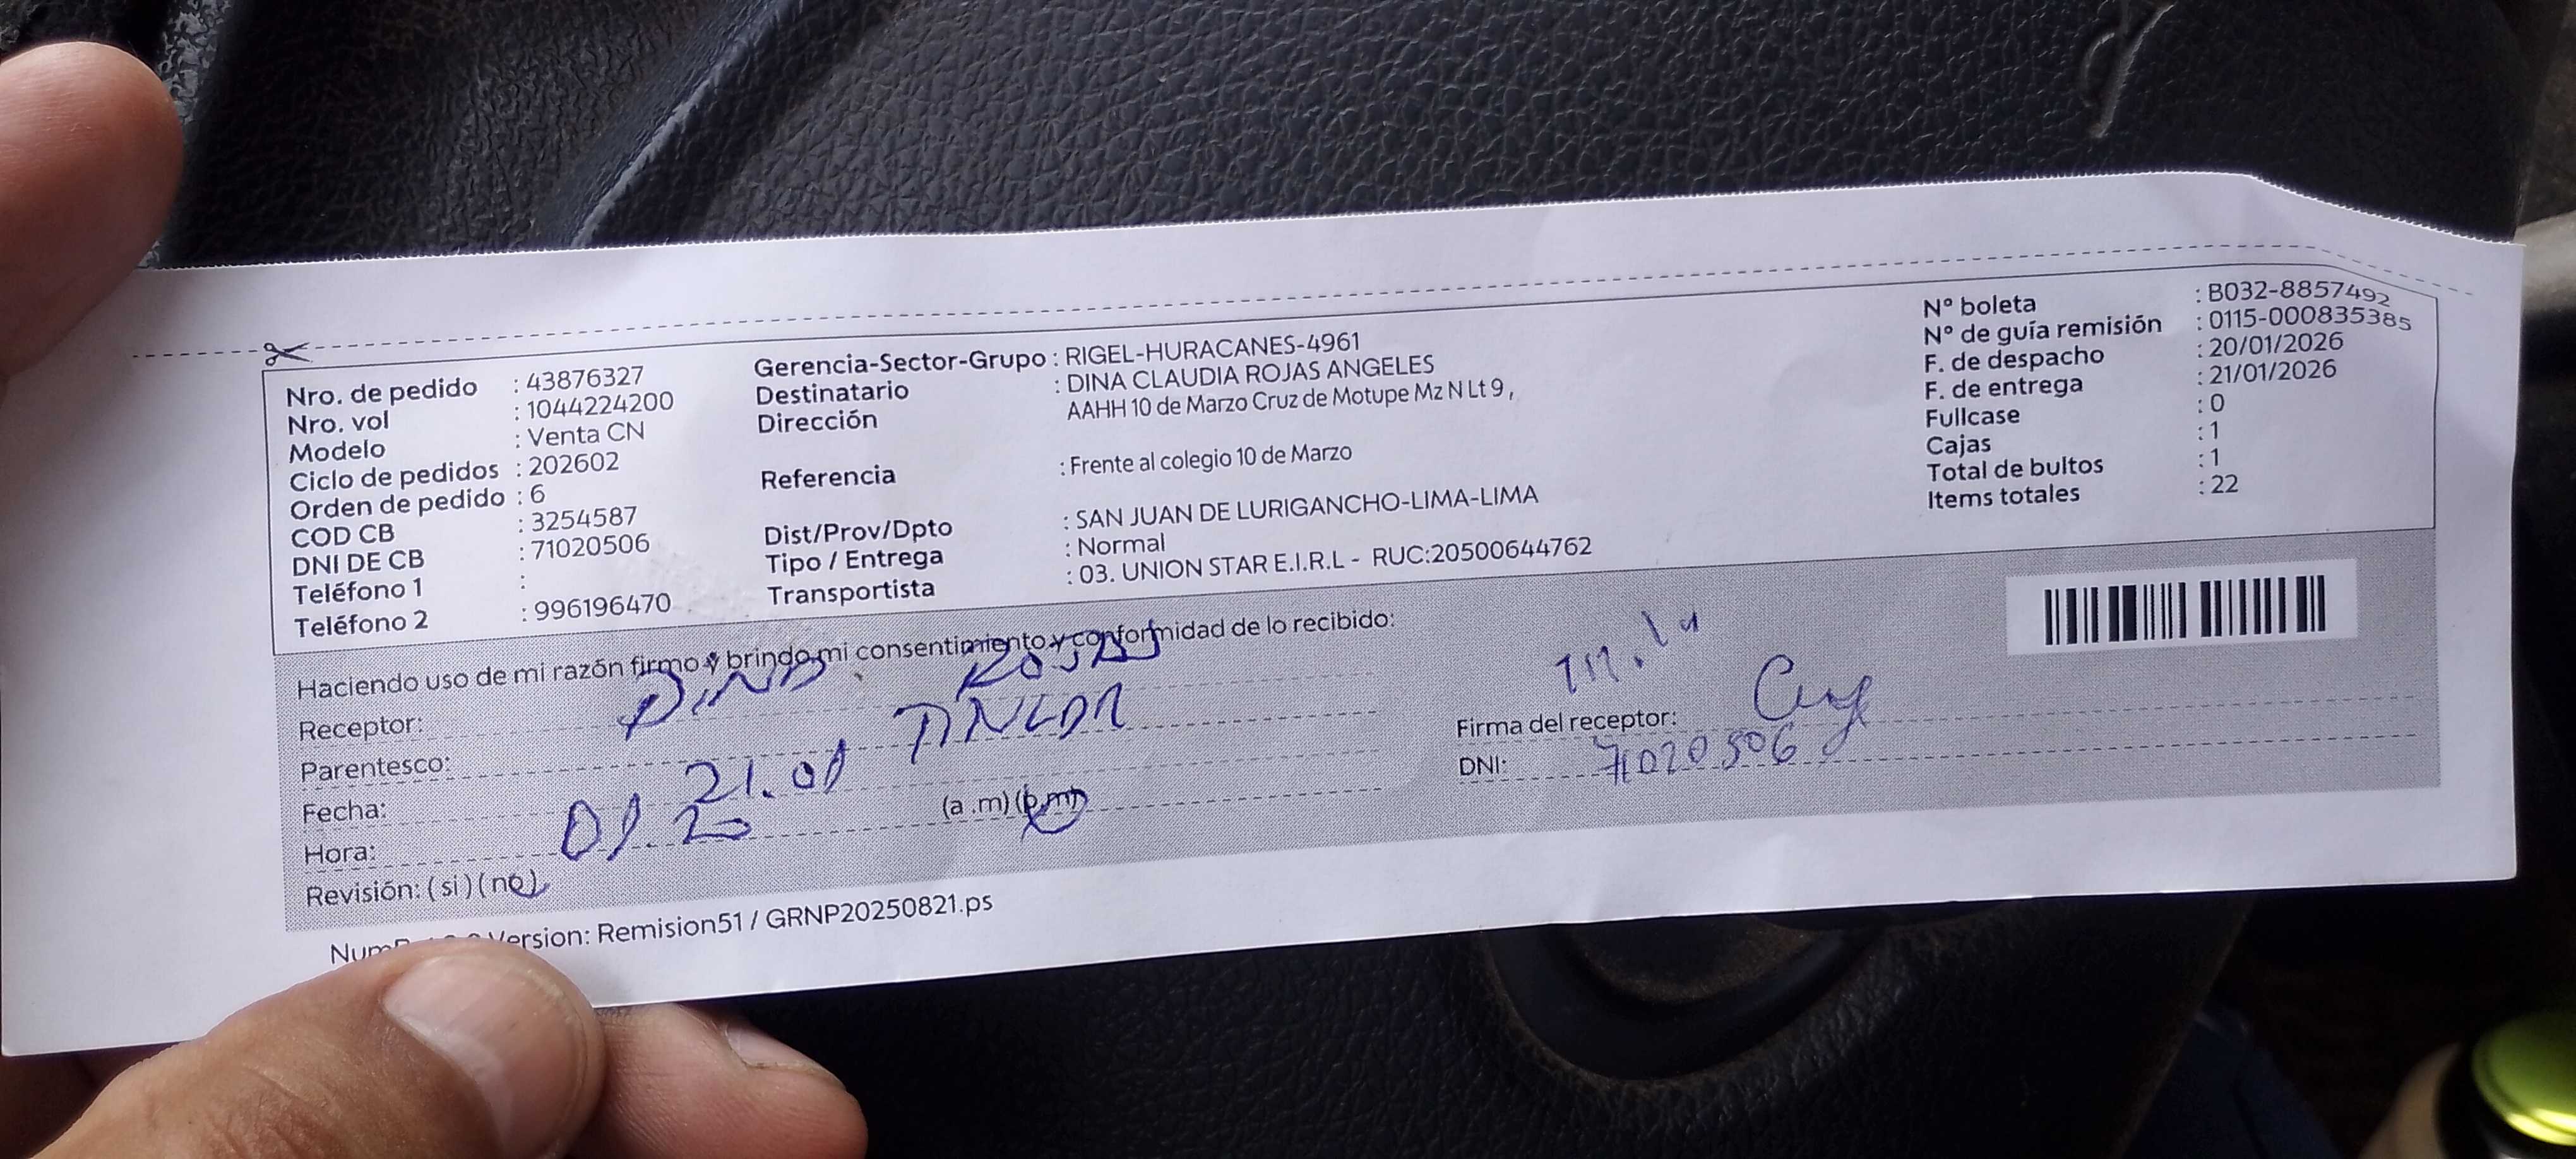 Nro. de pedido : 43876327
Nro. vol : 1044224200
Modelo : Venta CN
Ciclo de pedidos : 202602
Orden de pedido : 6
COD CB : 3254587
DNI DE CB : 71020506
Teléfono 1 :
Teléfono 2 : 996196470
Gerencia-Sector-Grupo : RIGEL-HURACANES-4961
Destinatario : DINA CLAUDIA ROJAS ANGELES
Dirección AAHH 10 de Marzo Cruz de Motupe Mz N Lt 9 ,
Referencia : Frente al colegio 10 de Marzo
Dist/Prov/Dpto : SAN JUAN DE LURIGANCHO-LIMA-LIMA
Tipo / Entrega : Normal
Transportista : 03. UNION STAR E.I.R.L - RUC:20500644762
N° boleta : B032-8857492
N° de guía remisión : 0115-000835385
F. de despacho : 20/01/2026
F. de entrega : 21/01/2026
Fullcase : 0
Cajas : 1
Total de bultos : 1
Items totales : 22
Haciendo uso de mi razón firmo y brindo mi consentimiento y conformidad de lo recibido:
Receptor: DINA ROJAS
Parentesco:
Fecha: 21.01
Hora: 01.20 (a .m) (p.m)
Revisión: ( si ) ( no )
Firma del receptor:
DNI: 71020506
Version: Remision51 / GRNP20250821.ps